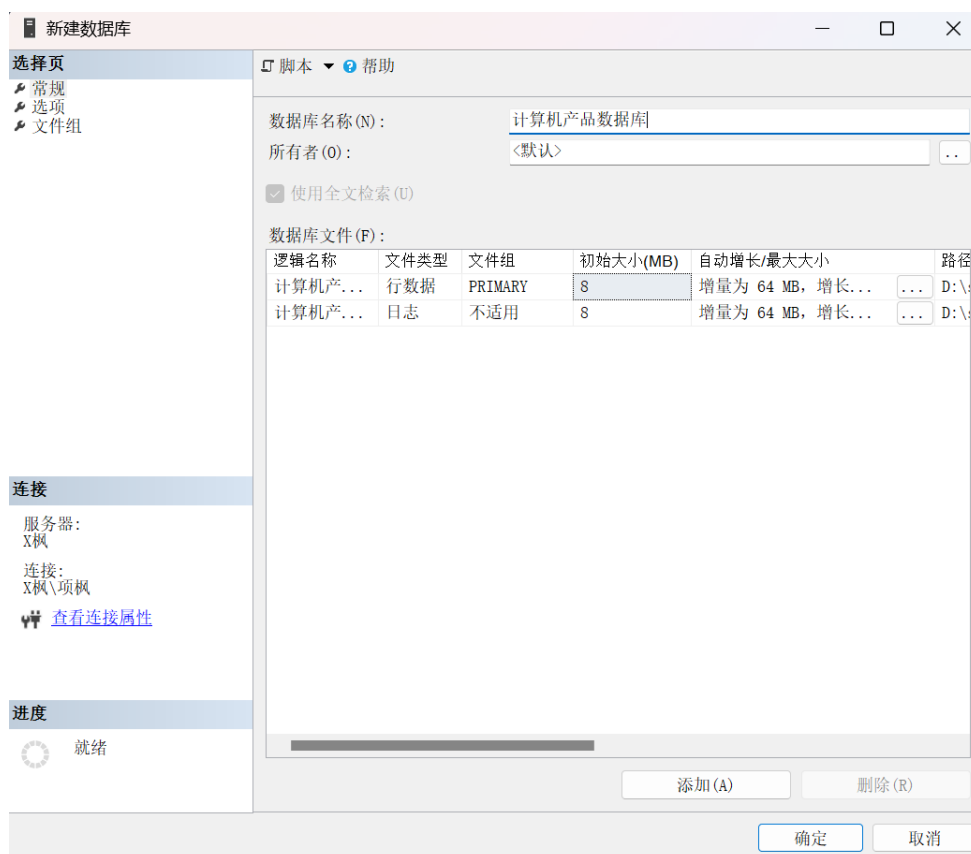 新建数据库
选择页
常规
选项
文件组
脚本 帮助
数据库名称(N):
计算机产品数据库
所有者(O):
<默认>
..
使用全文检索(U)
数据库文件(F):
逻辑名称 文件类型 文件组 初始大小(MB) 自动增长/最大大小 路径
计算机产... 行数据 PRIMARY 8 增量为 64 MB，增长... ... D:\
计算机产... 日志 不适用 8 增量为 64 MB，增长... ... D:\
连接
服务器:
X枫
连接:
X枫\项枫
查看连接属性
进度
就绪
添加(A) 删除(R)
确定 取消